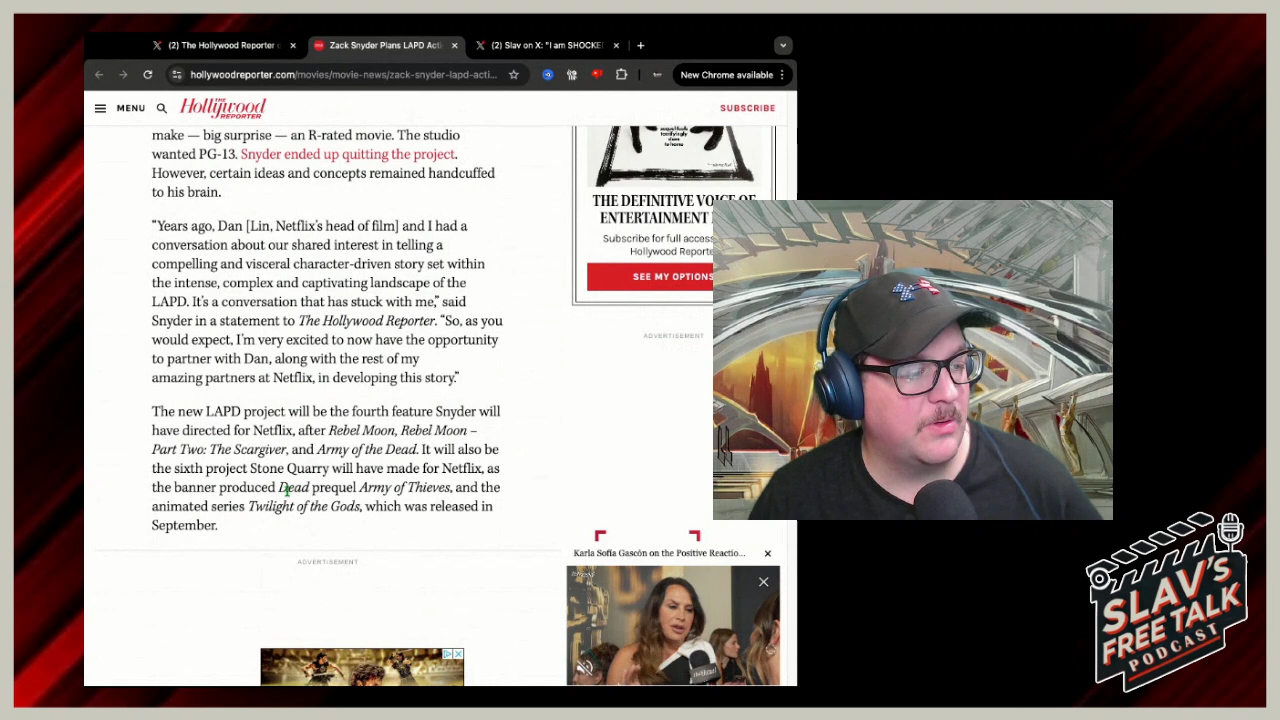 (2) The Hollywood Reporter
Zack Snyder Plans LAPD Acti
(2) Slav on X: "I am SHOCKE
hollywoodreporter.com/movies/movie-news/zack-snyder-lapd-acti...
New Chrome available
MENU
THE
Hollywood
REPORTER
SUBSCRIBE
make — big surprise — an R-rated movie. The studio
wanted PG-13. Snyder ended up quitting the project.
However, certain ideas and concepts remained handcuffed
to his brain.
“Years ago, Dan [Lin, Netflix’s head of film] and I had a
conversation about our shared interest in telling a
compelling and visceral character-driven story set within
the intense, complex and captivating landscape of the
LAPD. It’s a conversation that has stuck with me,” said
Snyder in a statement to The Hollywood Reporter. “So, as you
would expect, I’m very excited to now have the opportunity
to partner with Dan, along with the rest of my
amazing partners at Netflix, in developing this story.”
The new LAPD project will be the fourth feature Snyder will
have directed for Netflix, after Rebel Moon, Rebel Moon –
Part Two: The Scargiver, and Army of the Dead. It will also be
the sixth project Stone Quarry will have made for Netflix, as
the banner produced Dead prequel Army of Thieves, and the
animated series Twilight of the Gods, which was released in
September.
ADVERTISEMENT
THE DEFINITIVE VOICE OF
ENTERTAINMENT
Subscribe for full acces
Hollywood Reporte
SEE MY OPTIONS
ADVERTISEMENT
Karla Sofía Gascón on the Positive Reactio...
SLAV'S
FREE TALK
PODCAST